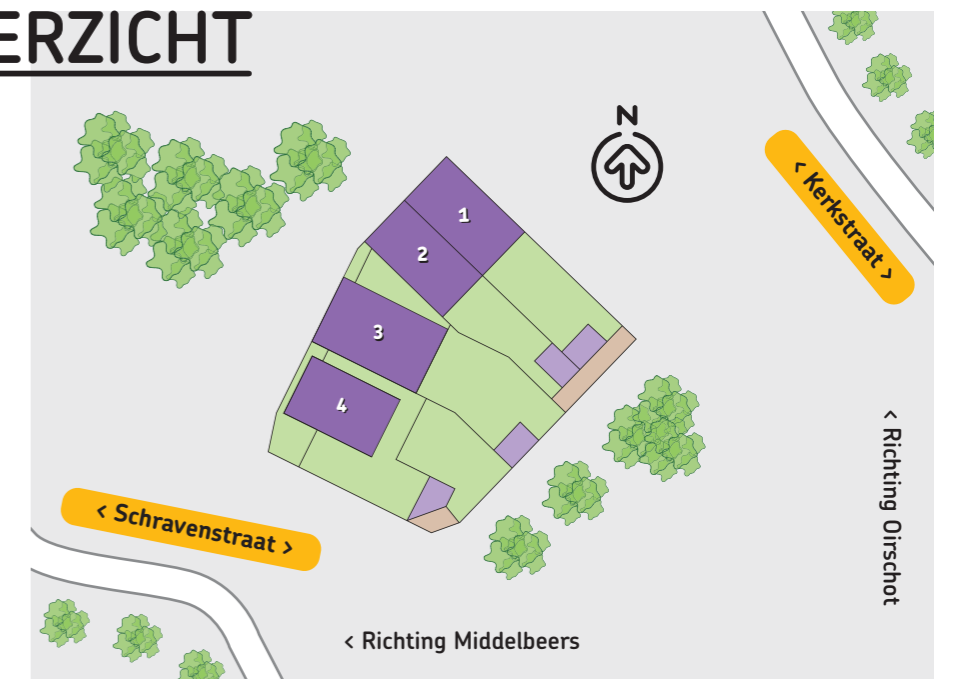 ERZICHT
N
‹ Kerkstraat ›
1
2
3
4
‹ Richting Oirschot
‹ Schravenstraat ›
‹ Richting Middelbeers